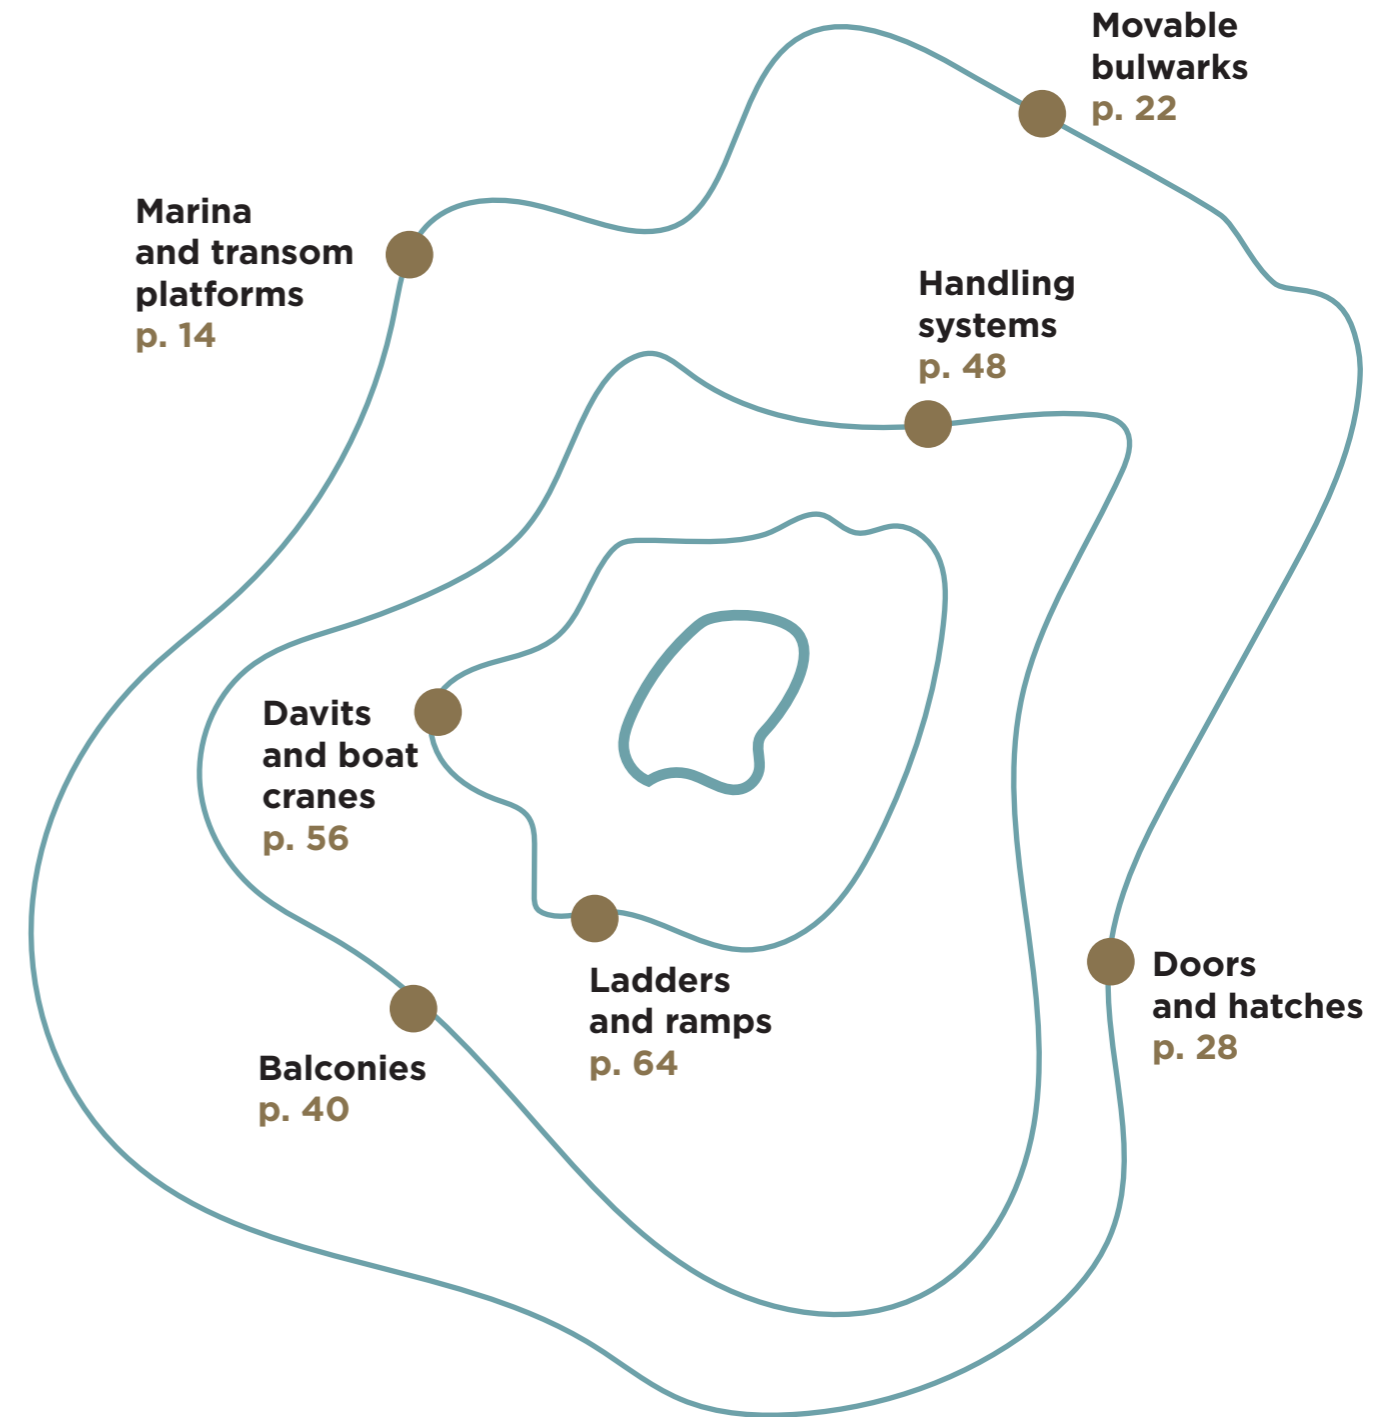 Movable
bulwarks
p. 22
Marina
and transom
platforms
p. 14
Handling
systems
p. 48
Davits
and boat
cranes
p. 56
Ladders
and ramps
p. 64
Doors
and hatches
p. 28
Balconies
p. 40